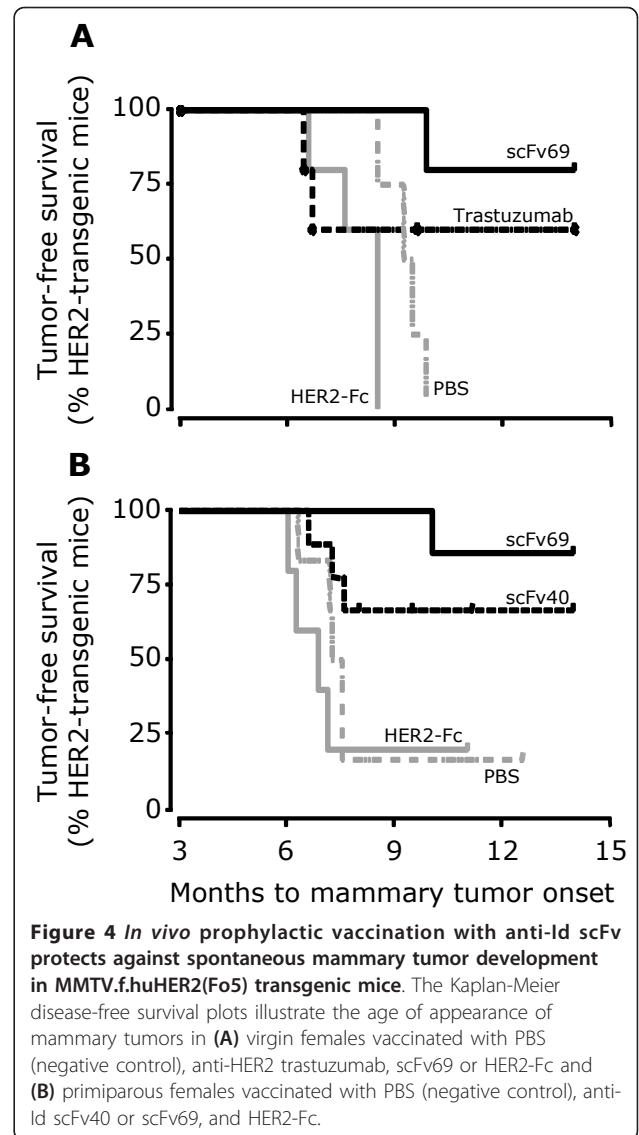 A
Tumor-free survival
(% HER2-transgenic mice)
100
75
50
25
0
scFv69
Trastuzumab
HER2-Fc
PBS
B
Tumor-free survival
(% HER2-transgenic mice)
100
75
50
25
0
scFv69
scFv40
HER2-Fc
PBS
3 6 9 12 15
Months to mammary tumor onset
Figure 4 In vivo prophylactic vaccination with anti-Id scFv
protects against spontaneous mammary tumor development
in MMTV.f.huHER2(Fo5) transgenic mice. The Kaplan-Meier
disease-free survival plots illustrate the age of appearance of
mammary tumors in (A) virgin females vaccinated with PBS
(negative control), anti-HER2 trastuzumab, scFv69 or HER2-Fc and
(B) primiparous females vaccinated with PBS (negative control), anti-
Id scFv40 or scFv69, and HER2-Fc.